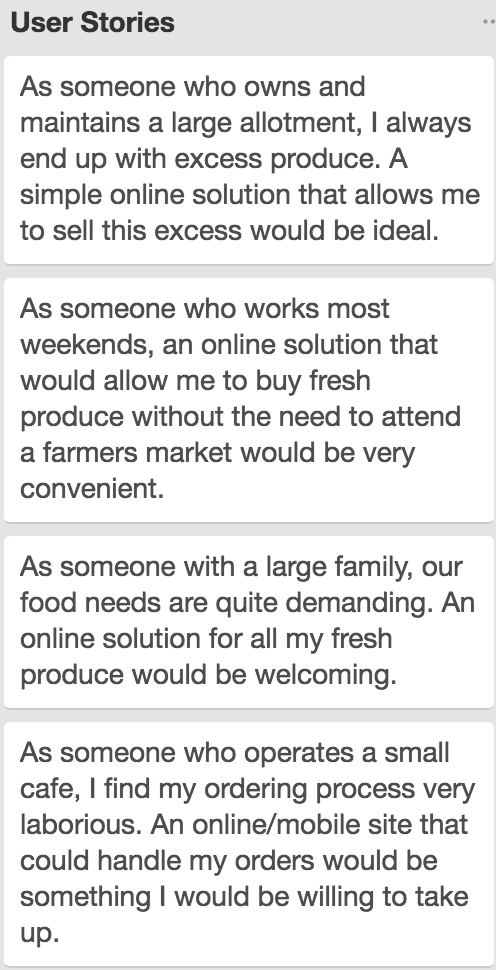 User Stories
As someone who owns and
maintains a large allotment, I always
end up with excess produce. A
simple online solution that allows me
to sell this excess would be ideal.
As someone who works most
weekends, an online solution that
would allow me to buy fresh
produce without the need to attend
a farmers market would be very
convenient.
As someone with a large family, our
food needs are quite demanding. An
online solution for all my fresh
produce would be welcoming.
As someone who operates a small
cafe, I find my ordering process very
laborious. An online/mobile site that
could handle my orders would be
something I would be willing to take
up.